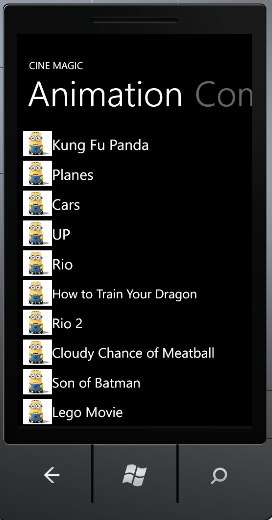 CINE MAGIC
Animation Com
Kung Fu Panda
Planes
Cars
UP
Rio
How to Train Your Dragon
Rio 2
Cloudy Chance of Meatball
Son of Batman
Lego Movie